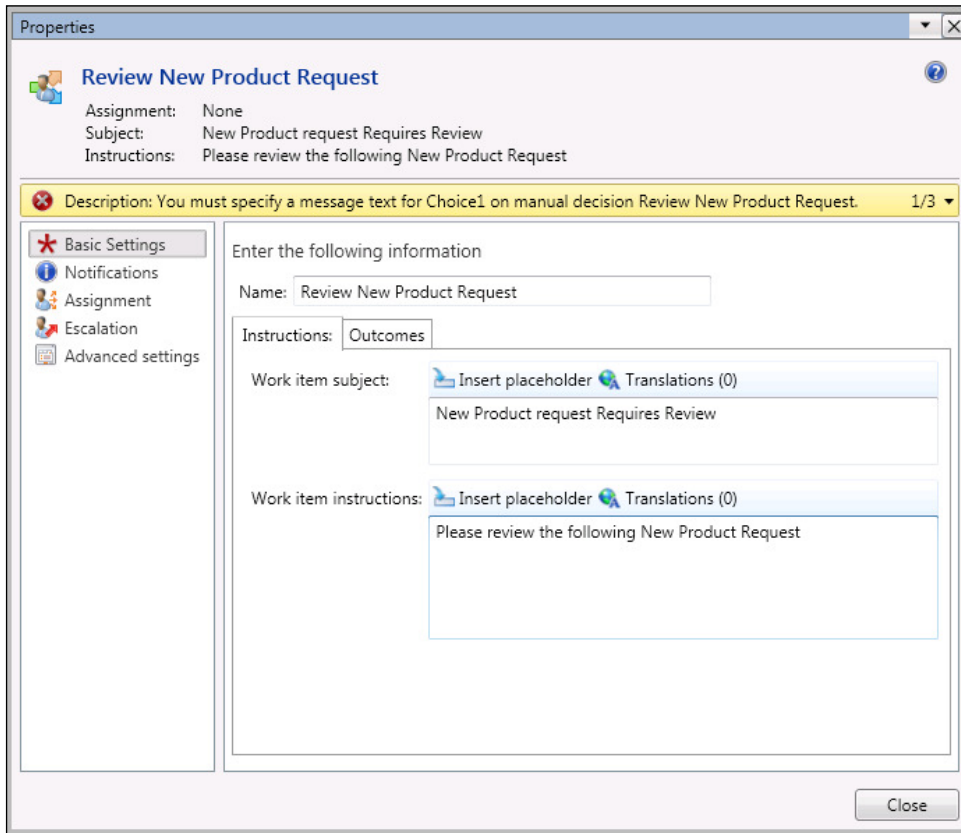 Properties
Review New Product Request
Assignment: None
Subject: New Product request Requires Review
Instructions: Please review the following New Product Request
Description: You must specify a message text for Choice1 on manual decision Review New Product Request. 1/3
Basic Settings
Notifications
Assignment
Escalation
Advanced settings
Enter the following information
Name: Review New Product Request
Instructions: Outcomes
Work item subject: Insert placeholder Translations (0)
New Product request Requires Review
Work item instructions: Insert placeholder Translations (0)
Please review the following New Product Request
Close